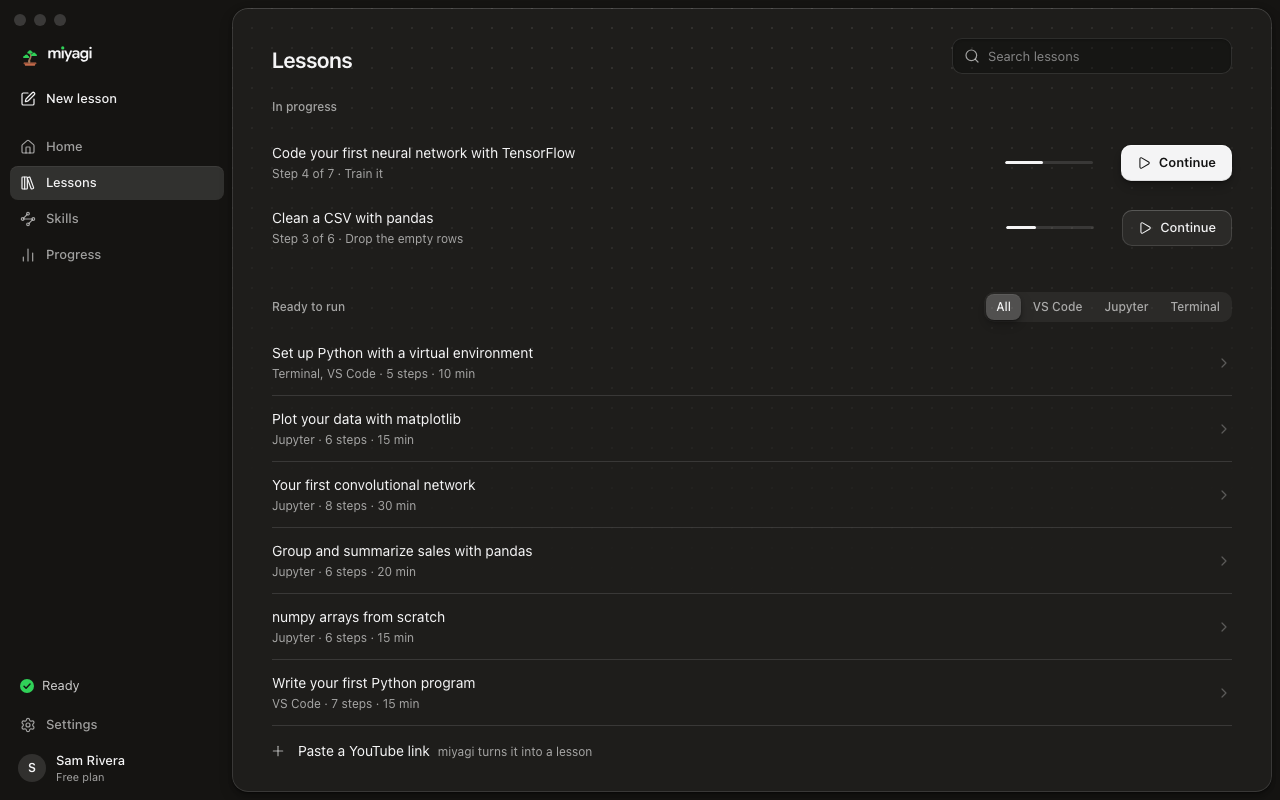 miyagi
New lesson
Home
Lessons
Skills
Progress
Ready
Settings
S
Sam Rivera
Free plan
Lessons
Search lessons
In progress
Code your first neural network with TensorFlow
Step 4 of 7 · Train it
Continue
Clean a CSV with pandas
Step 3 of 6 · Drop the empty rows
Continue
Ready to run
All VS Code Jupyter Terminal
Set up Python with a virtual environment
Terminal, VS Code · 5 steps · 10 min
Plot your data with matplotlib
Jupyter · 6 steps · 15 min
Your first convolutional network
Jupyter · 8 steps · 30 min
Group and summarize sales with pandas
Jupyter · 6 steps · 20 min
numpy arrays from scratch
Jupyter · 6 steps · 15 min
Write your first Python program
VS Code · 7 steps · 15 min
Paste a YouTube link miyagi turns it into a lesson